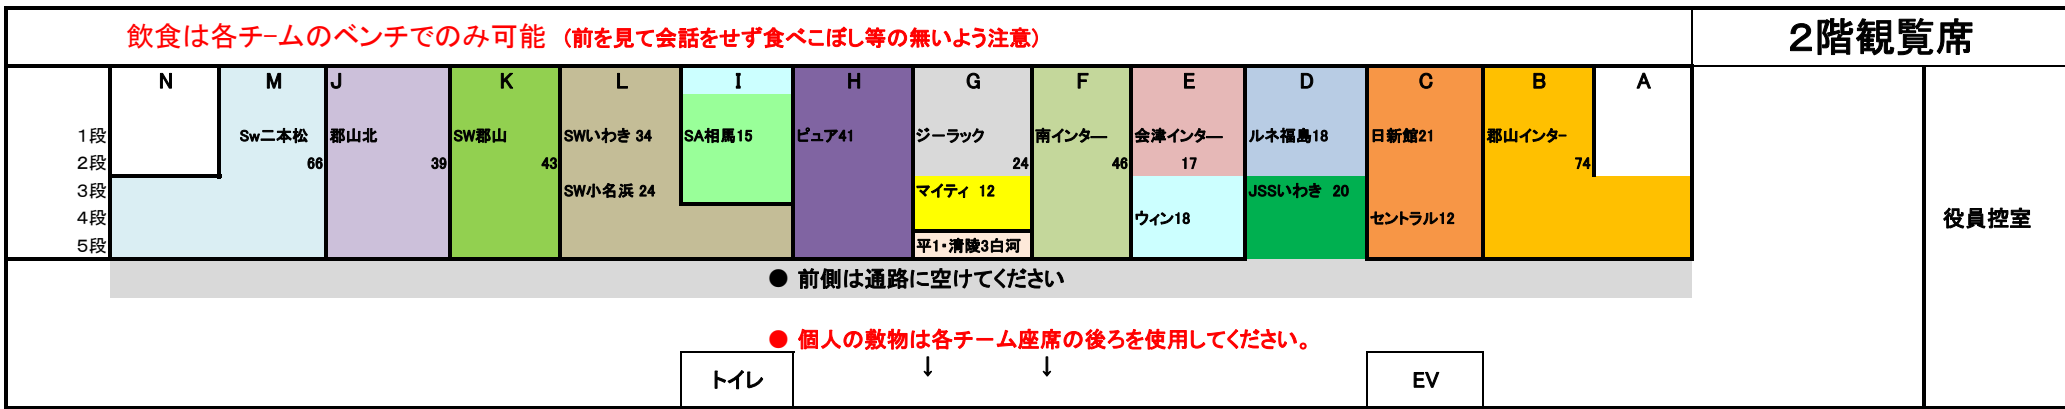 飲食は各チームのベンチでのみ可能 (前を見て会話をせず食べこぼし等の無いよう注意)
2階観覧席
N M J K L I H G F E D C B A
1段 Sw二本松 郡山北 SW郡山 SWいわき 34 SA相馬15 ピュア41 ジーラック 南インター 会津インター ルネ福島18 日新館21 郡山インター
2段 66 39 43 24 46 17 74
3段 SW小名浜 24 マイティ 12 JSSいわき 20
4段 ウィン18 セントラル12 役員控室
5段 平1・清陵3白河
● 前側は通路に空けてください
● 個人の敷物は各チーム座席の後ろを使用してください。
トイレ ↓ ↓ EV